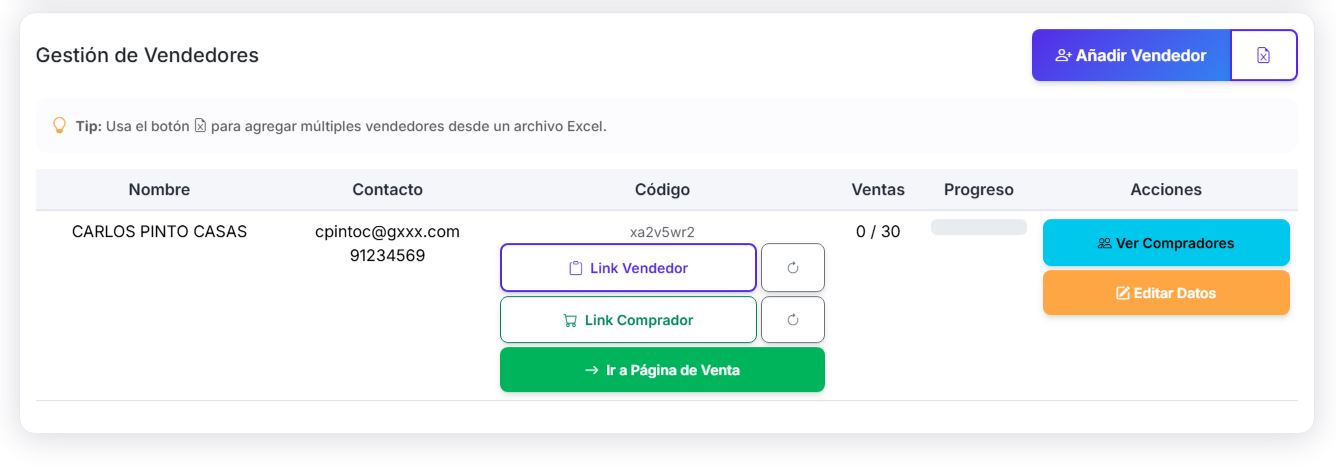 Gestión de Vendedores
Añadir Vendedor
Tip: Usa el botón para agregar múltiples vendedores desde un archivo Excel.
Nombre Contacto Código Ventas Progreso Acciones
CARLOS PINTO CASAS cpintoc@gxxx.com xa2v5wr2 0 / 30 Ver Compradores
91234569
Link Vendedor
Editar Datos
Link Comprador
Ir a Página de Venta